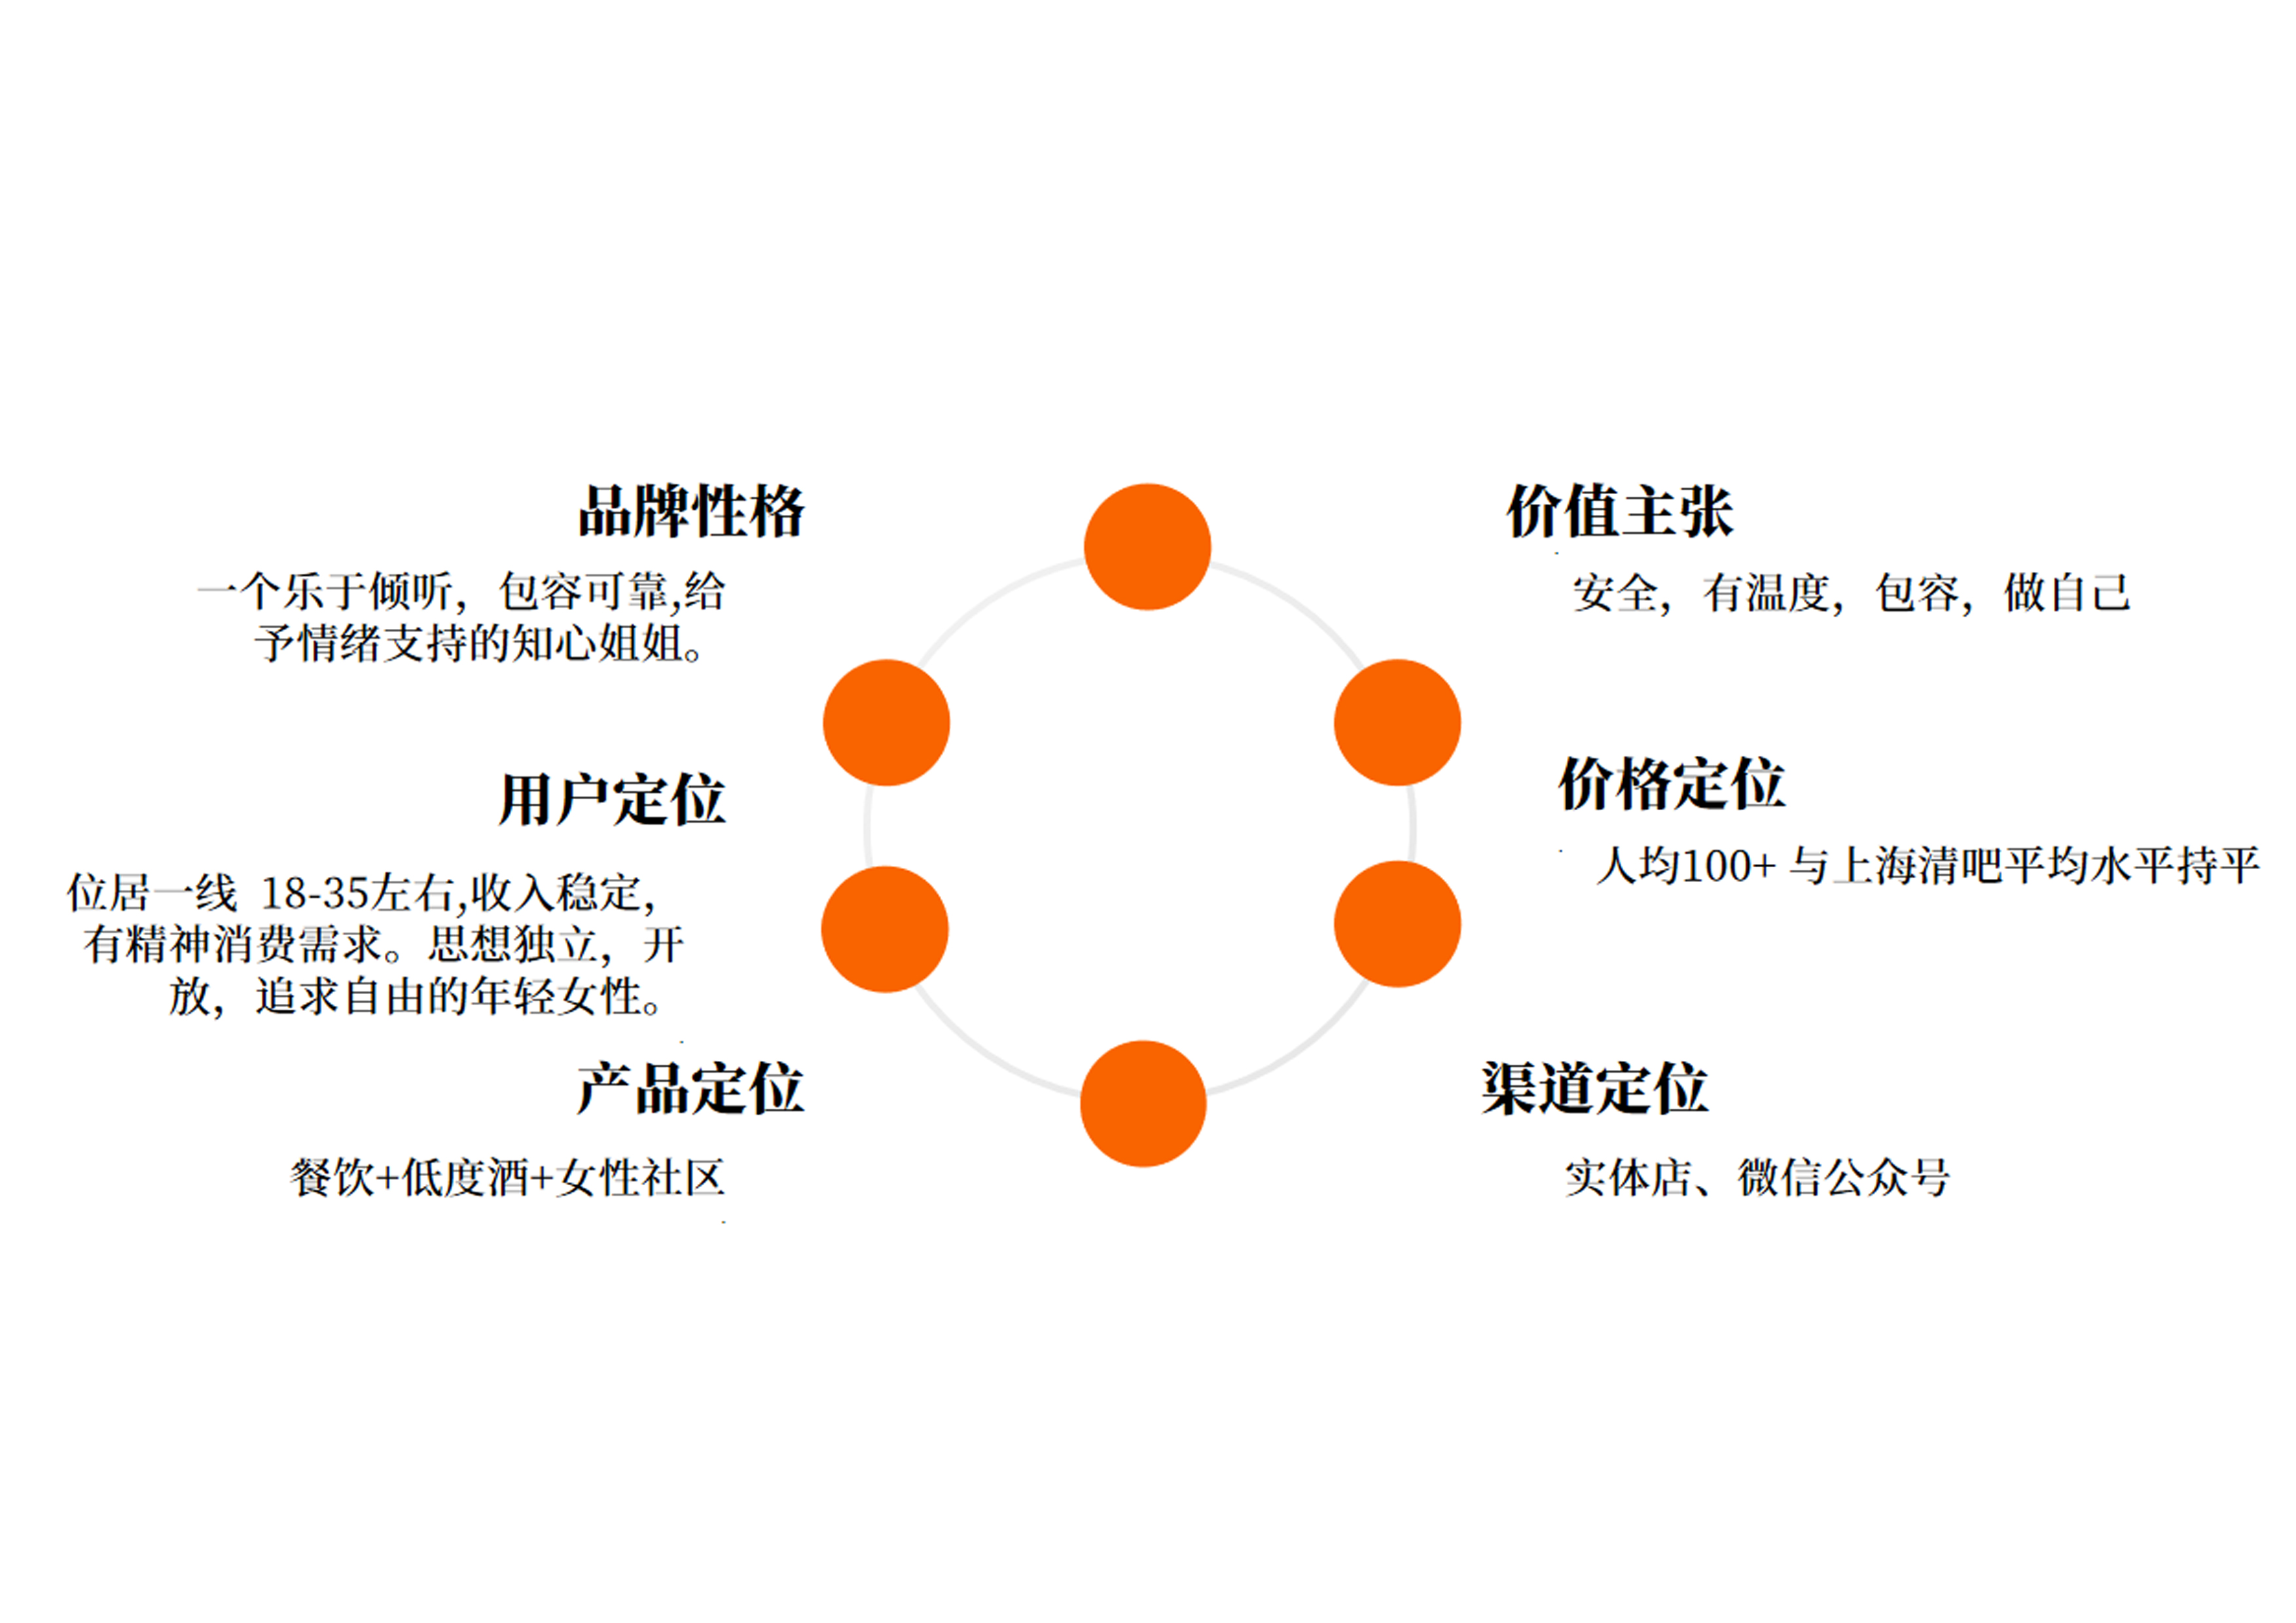 品牌性格
一个乐于倾听，包容可靠,给
予情绪支持的知心姐姐。
用户定位
位居一线 18-35左右,收入稳定，
有精神消费需求。思想独立，开
放，追求自由的年轻女性。
产品定位
餐饮+低度酒+女性社区
价值主张
安全，有温度，包容，做自己
价格定位
人均100+ 与上海清吧平均水平持平
渠道定位
实体店、微信公众号